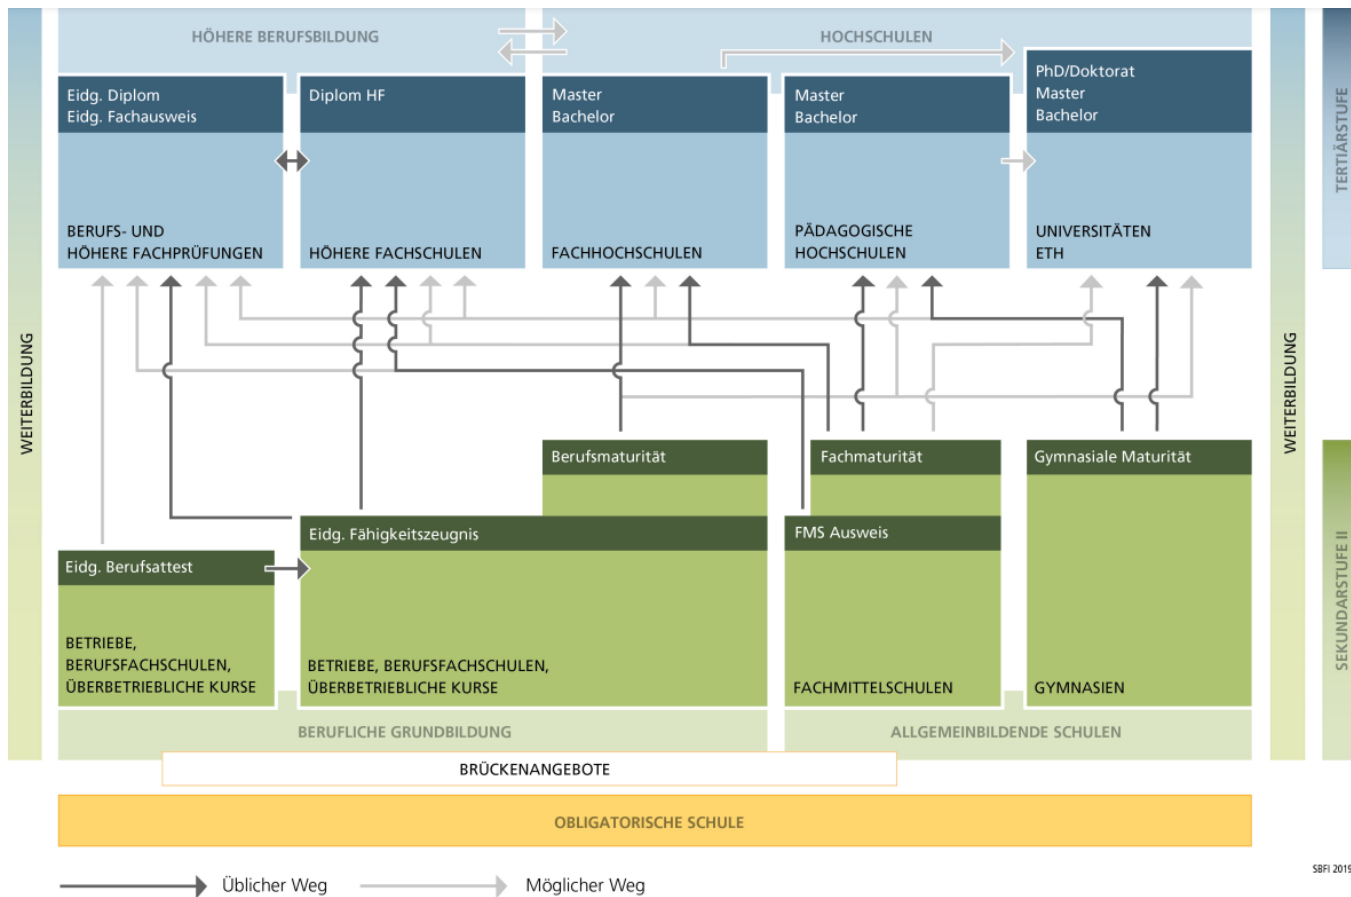 HÖHERE BERUFSBILDUNG
HOCHSCHULEN
Eidg. Diplom
Eidg. Fachausweis
Diplom HF
Master
Bachelor
Master
Bachelor
PhD/Doktorat
Master
Bachelor
BERUFS- UND
HÖHERE FACHPRÜFUNGEN
HÖHERE FACHSCHULEN
FACHHOCHSCHULEN
PÄDAGOGISCHE
HOCHSCHULEN
UNIVERSITÄTEN
ETH
TERTIÄRSTUFE
WEITERBILDUNG
WEITERBILDUNG
Berufsmaturität
Fachmaturität
Gymnasiale Maturität
Eidg. Fähigkeitszeugnis
FMS Ausweis
Eidg. Berufsattest
BETRIEBE,
BERUFSFACHSCHULEN,
ÜBERBETRIEBLICHE KURSE
BETRIEBE, BERUFSFACHSCHULEN,
ÜBERBETRIEBLICHE KURSE
FACHMITTELSCHULEN
GYMNASIEN
SEKUNDARSTUFE II
BERUFLICHE GRUNDBILDUNG
ALLGEMEINBILDENDE SCHULEN
BRÜCKENANGEBOTE
OBLIGATORISCHE SCHULE
Üblicher Weg
Möglicher Weg
SBFI 2019